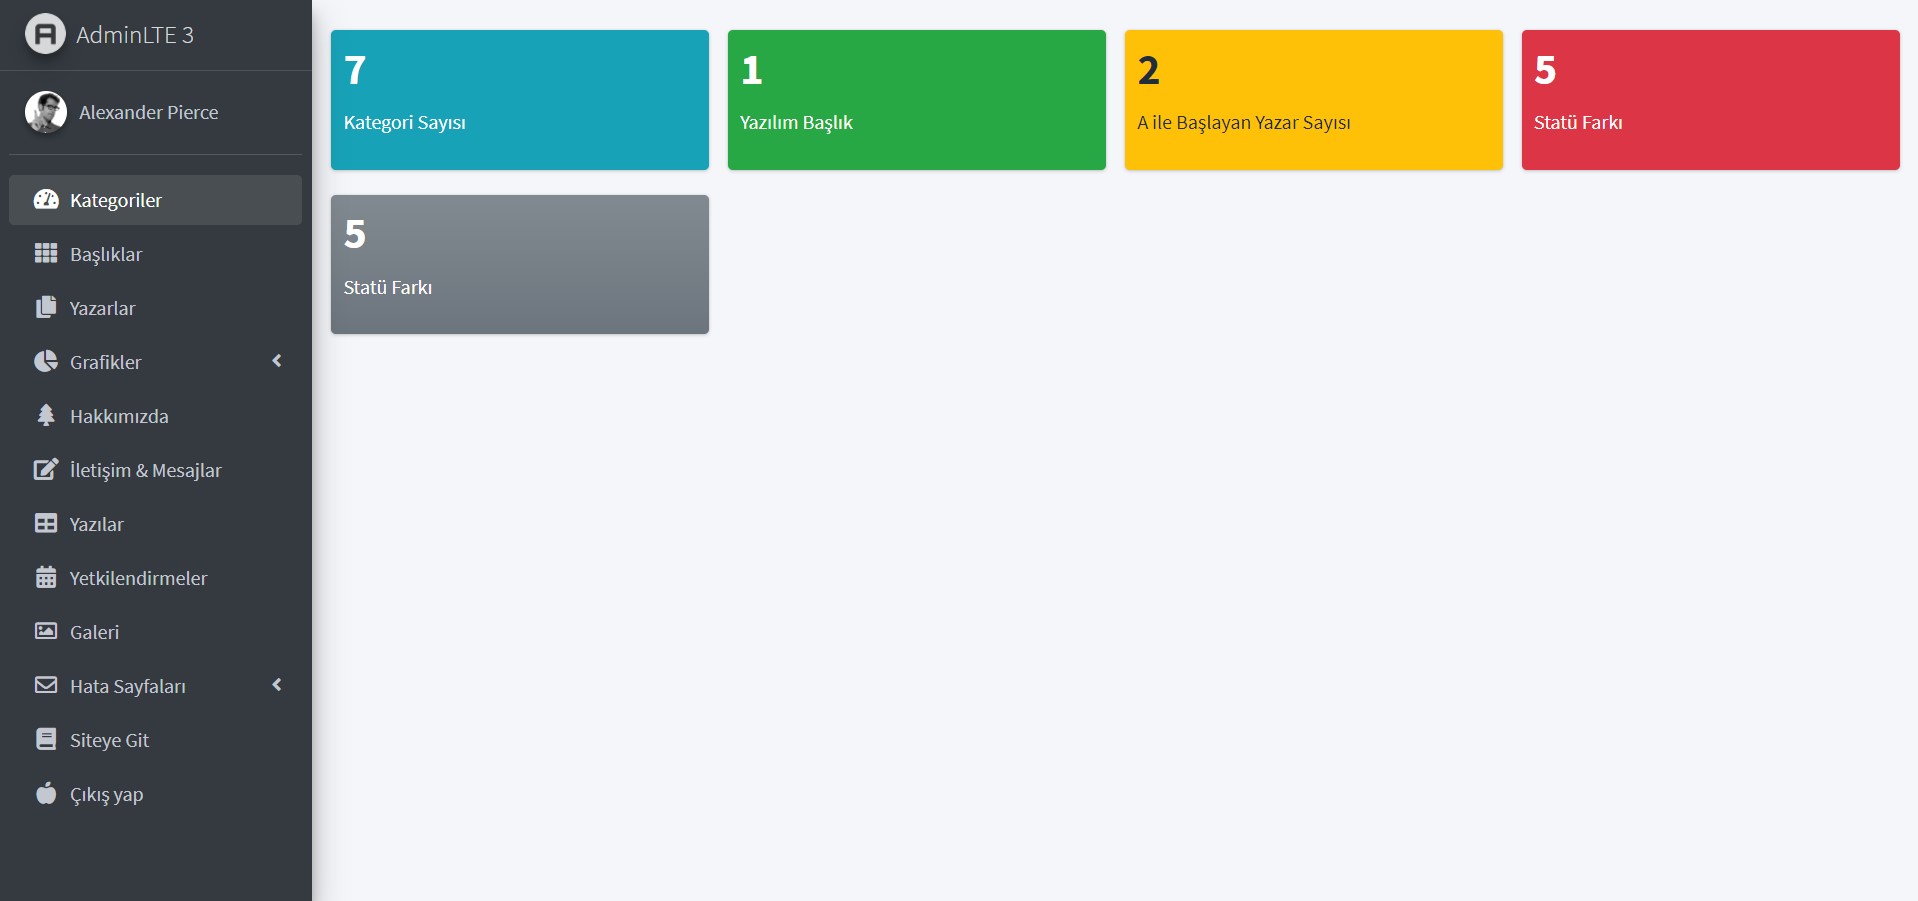 AdminLTE 3
Alexander Pierce
Kategoriler
Başlıklar
Yazarlar
Grafikler
Hakkımızda
İletişim & Mesajlar
Yazılar
Yetkilendirmeler
Galeri
Hata Sayfaları
Siteye Git
Çıkış yap
7
Kategori Sayısı
1
Yazılım Başlık
2
A ile Başlayan Yazar Sayısı
5
Statü Farkı
5
Statü Farkı